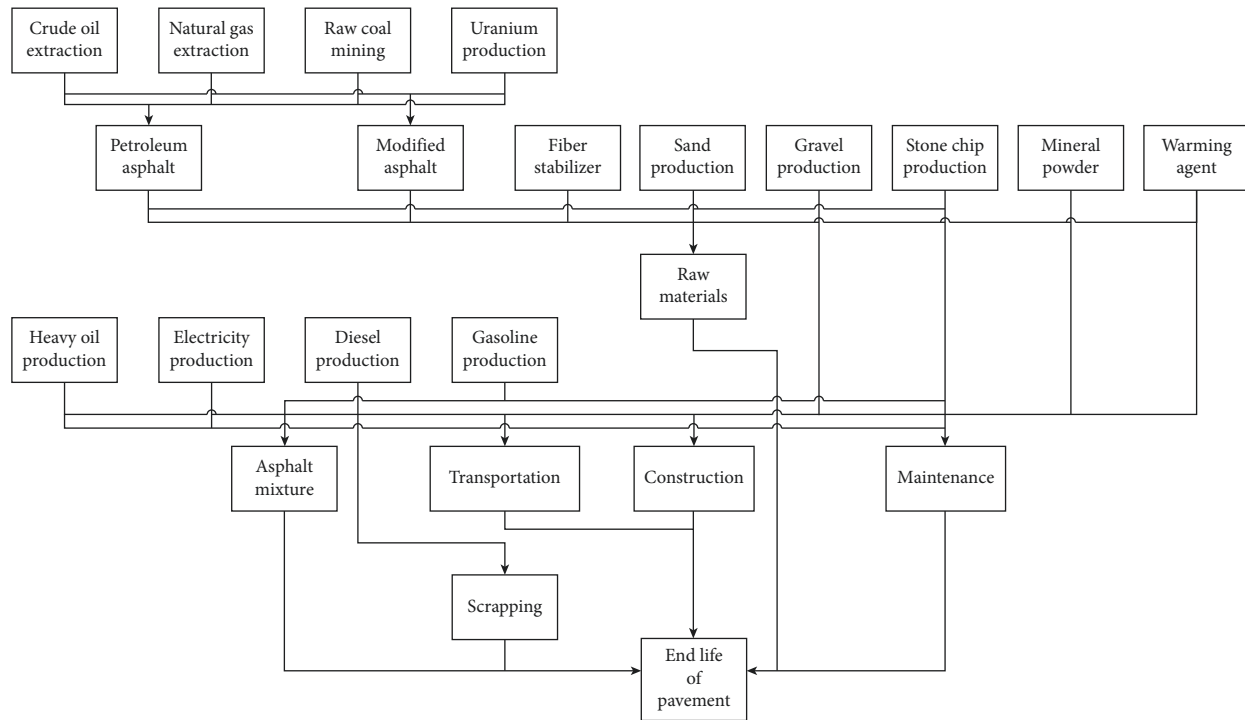 Crude oil
extraction
Natural gas
extraction
Raw coal
mining
Uranium
production
Petroleum
asphalt
Modified
asphalt
Fiber
stabilizer
Sand
production
Gravel
production
Stone chip
production
Mineral
powder
Warming
agent
Raw
materials
Heavy oil
production
Electricity
production
Diesel
production
Gasoline
production
Asphalt
mixture
Transportation
Construction
Maintenance
Scrapping
End life
of
pavement